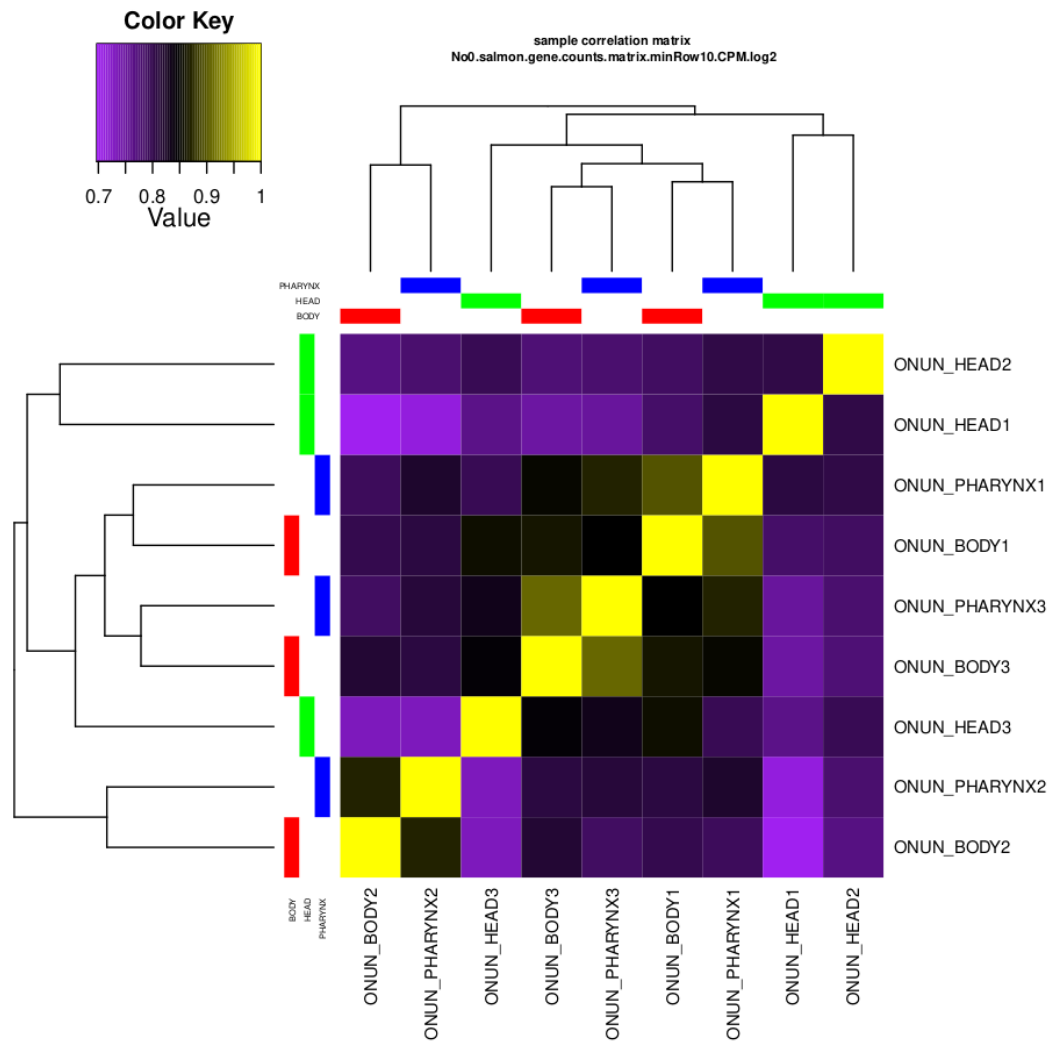 Color Key
0.7 0.8 0.9 1
Value
sample correlation matrix
No0.salmon.gene.counts.matrix.minRow10.CPM.log2
PHARYNX
HEAD
BODY
ONUN_HEAD2
ONUN_HEAD1
ONUN_PHARYNX1
ONUN_BODY1
ONUN_PHARYNX3
ONUN_BODY3
ONUN_HEAD3
ONUN_PHARYNX2
ONUN_BODY2
BODY
HEAD
PHARYNX
ONUN_BODY2
ONUN_PHARYNX2
ONUN_HEAD3
ONUN_BODY3
ONUN_PHARYNX3
ONUN_BODY1
ONUN_PHARYNX1
ONUN_HEAD1
ONUN_HEAD2